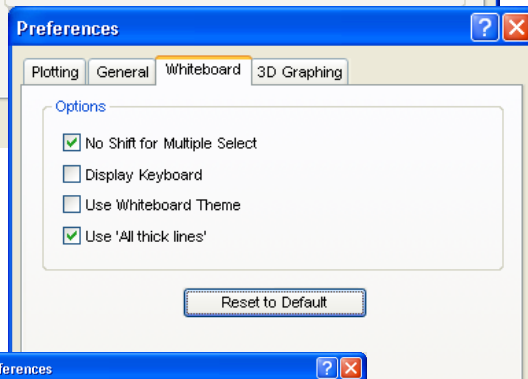 Preferences
Plotting General Whiteboard 3D Graphing
Options
No Shift for Multiple Select
Display Keyboard
Use Whiteboard Theme
Use 'All thick lines'
Reset to Default
ferences